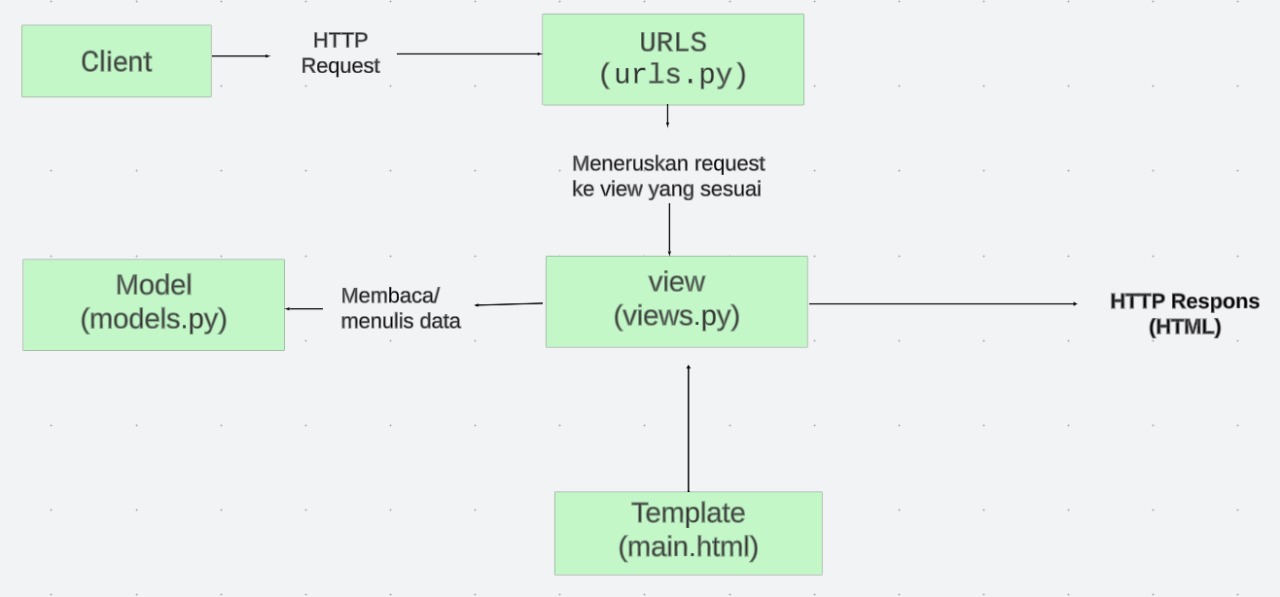 Client
HTTP
Request
URLS
(urls.py)
Meneruskan request
ke view yang sesuai
Model
(models.py)
Membaca/
menulis data
view
(views.py)
HTTP Respons
(HTML)
Template
(main.html)